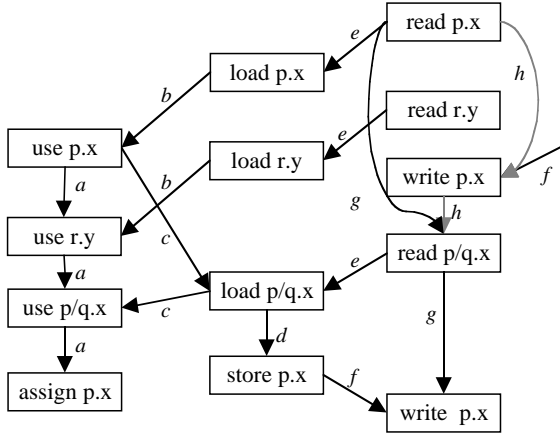 read p.x
e
h
load p.x
b
read r.y
e
use p.x
load r.y
write p.x
f
a
b
g
h
use r.y
c
read p/q.x
a
e
use p/q.x
c
load p/q.x
g
a
d
assign p.x
store p.x
f
write p.x